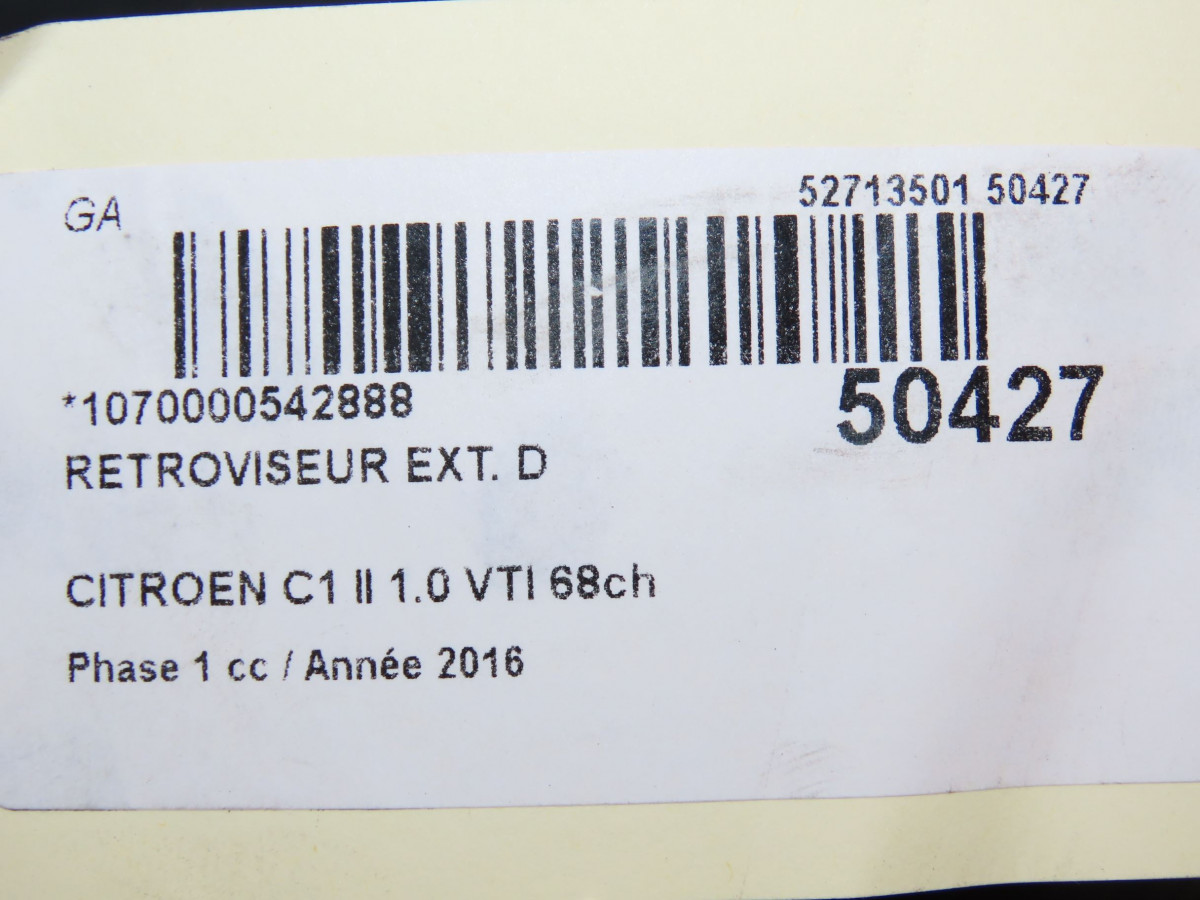 GA
52713501 50427
*1070000542888
50427
RETROVISEUR EXT. D
CITROEN C1 II 1.0 VTI 68ch
Phase 1 cc / Année 2016